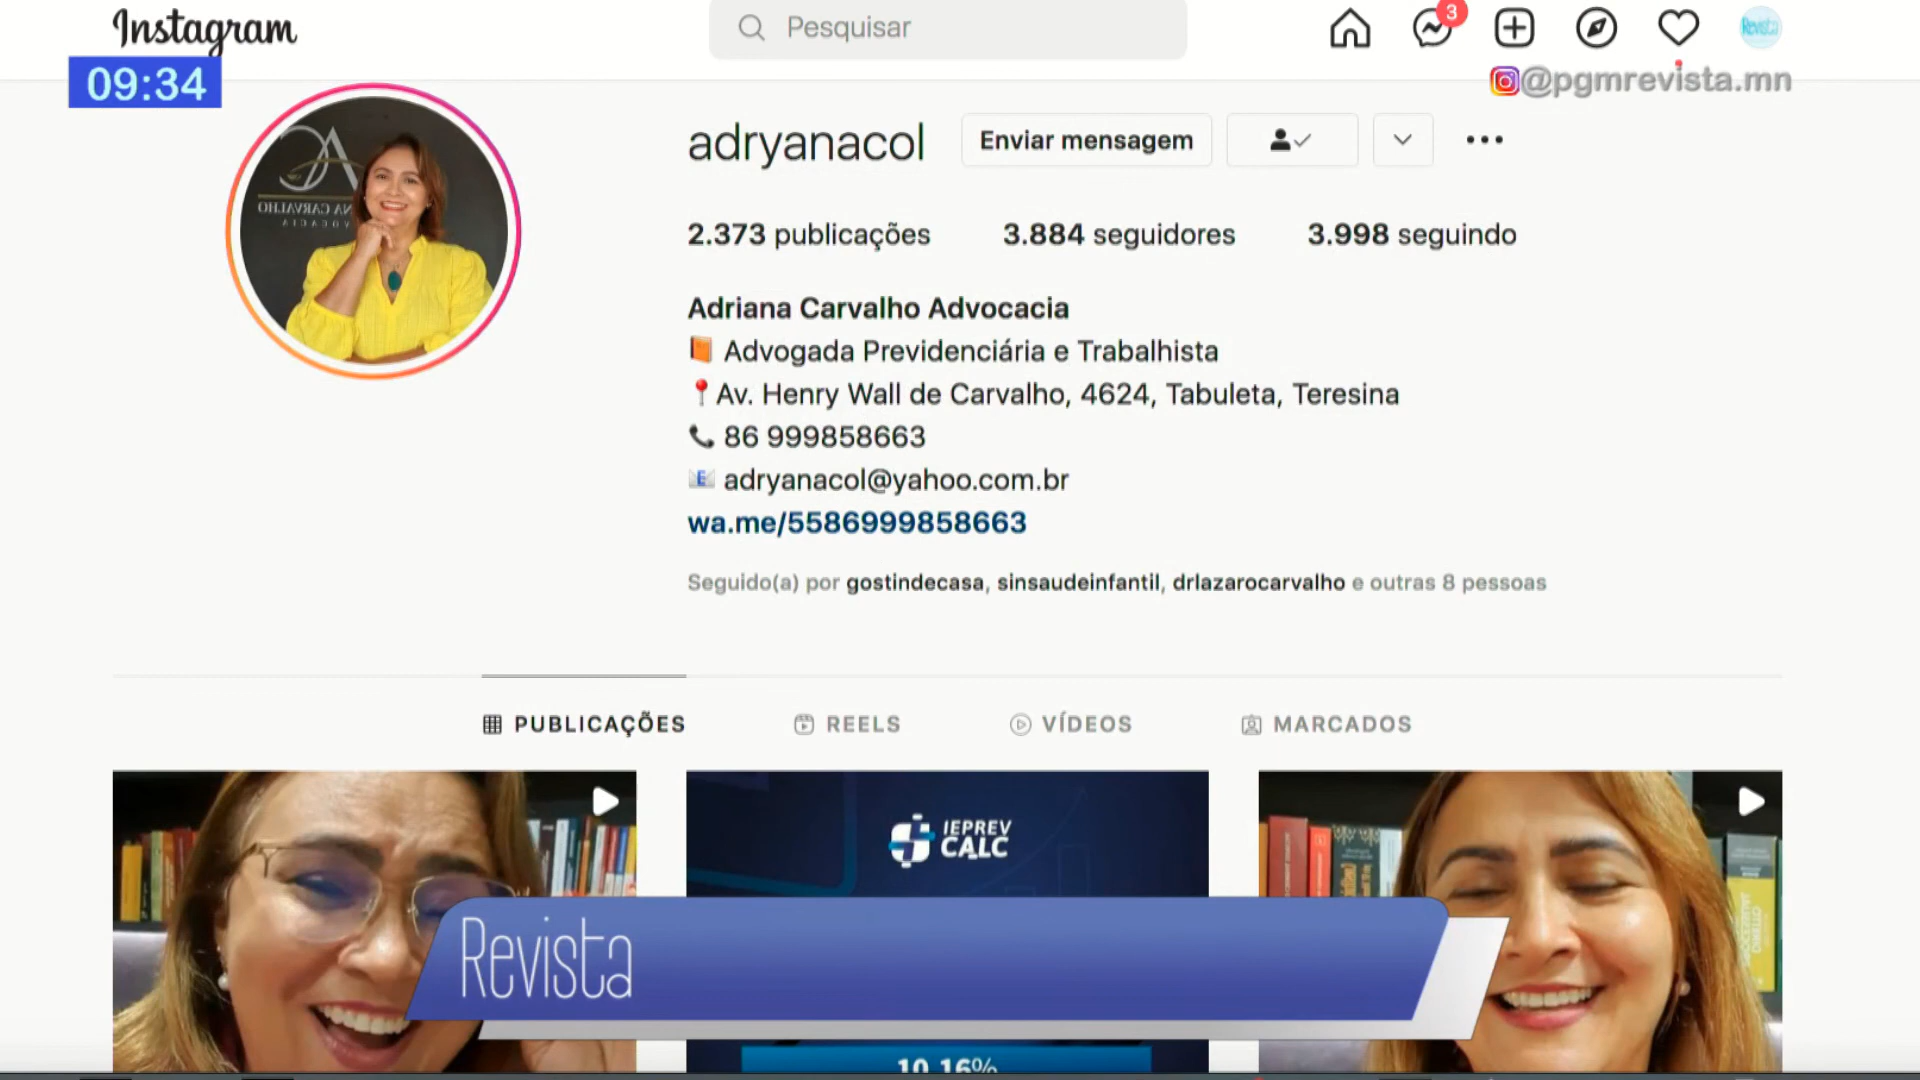 Instagram
Pesquisar
3
Revista
09:34
@pgmrevista.mn
adryanacol
Enviar mensagem
2.373 publicações 3.884 seguidores 3.998 seguindo
Adriana Carvalho Advocacia
Advogada Previdenciária e Trabalhista
Av. Henry Wall de Carvalho, 4624, Tabuleta, Teresina
86 999858663
adryanacol@yahoo.com.br
wa.me/5586999858663
Seguido(a) por gostindecasa, sinsaudeinfantil, drlazarocarvalho e outras 8 pessoas
PUBLICAÇÕES
REELS
VÍDEOS
MARCADOS
IEPREV
CALC
Revista
10,16%